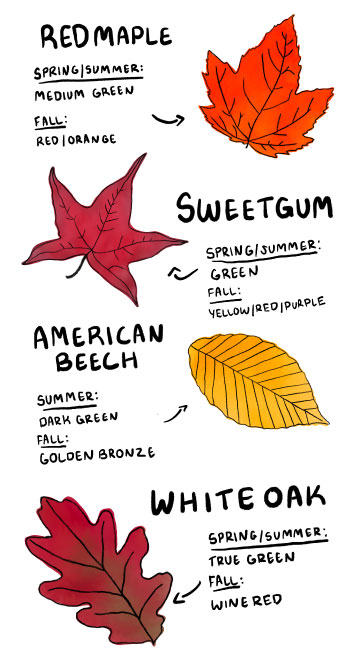 RED MAPLE
SPRING/SUMMER:
MEDIUM GREEN
FALL:
RED/ORANGE
SWEETGUM
SPRING/SUMMER:
GREEN
FALL:
YELLOW/RED/PURPLE
AMERICAN
BEECH
SUMMER:
DARK GREEN
FALL:
GOLDEN BRONZE
WHITE OAK
SPRING/SUMMER:
TRUE GREEN
FALL:
WINE RED